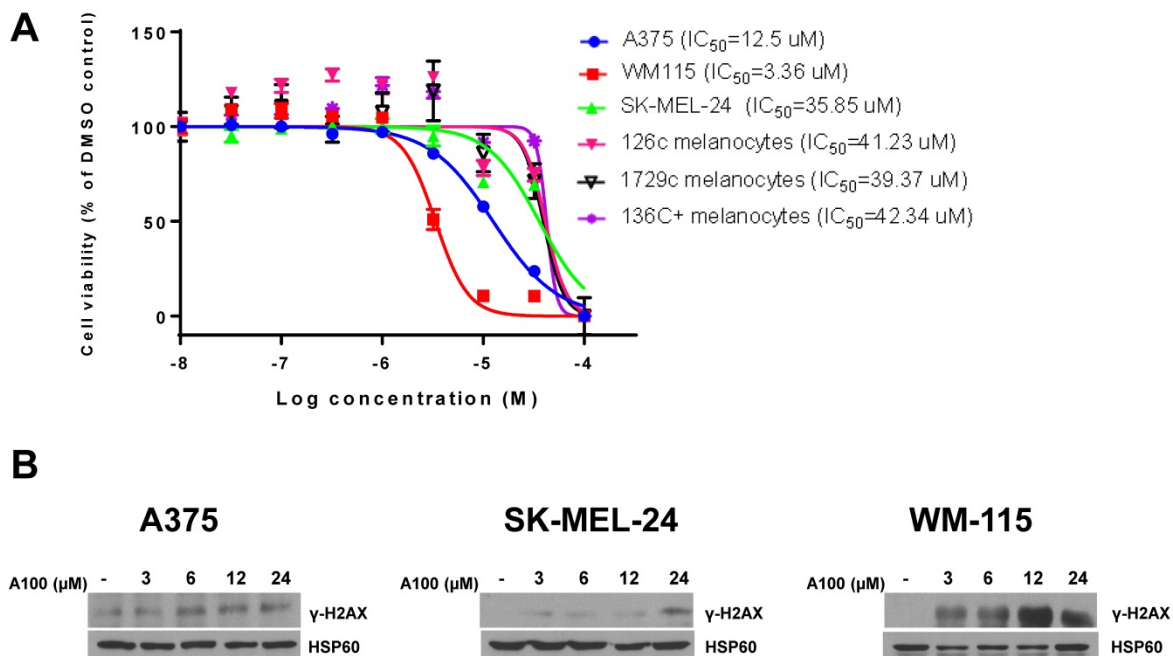 A
Cell viability (% of DMSO control)
150
100
50
0
-8 -7 -6 -5 -4
Log concentration (M)
A375 (IC50=12.5 uM)
WM115 (IC50=3.36 uM)
SK-MEL-24 (IC50=35.85 uM)
126c melanocytes (IC50=41.23 uM)
1729c melanocytes (IC50=39.37 uM)
136C+ melanocytes (IC50=42.34 uM)
B
A375
A100 (μM) - 3 6 12 24
γ-H2AX
HSP60
SK-MEL-24
A100 (μM) - 3 6 12 24
γ-H2AX
HSP60
WM-115
A100 (μM) - 3 6 12 24
γ-H2AX
HSP60